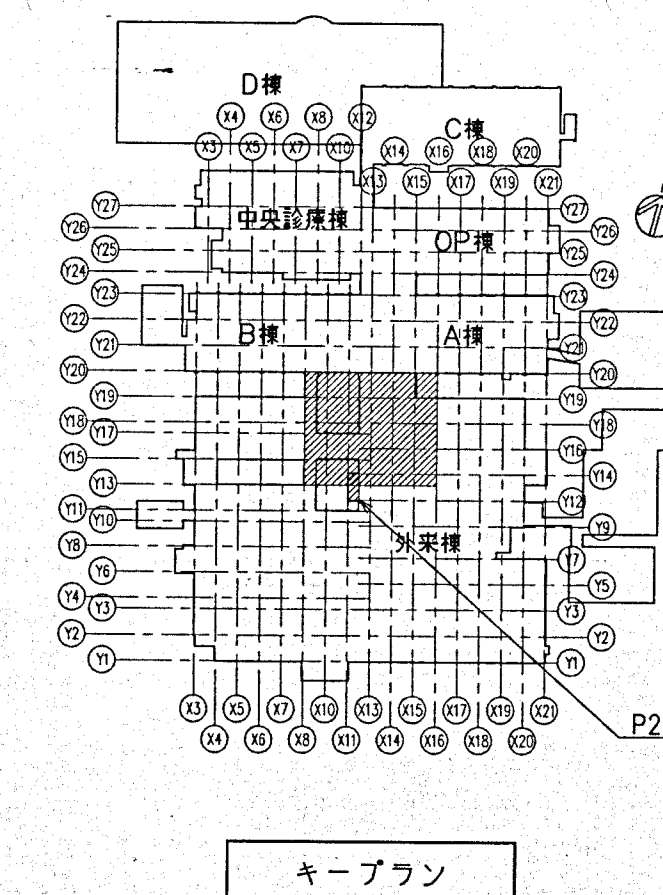 D棟
X4 X6 X8 X12
C棟
X3 X5 X7 X10
X14 X16 X18 X20
X13 X15 X17 X19 X21
Y27 中央診療棟 Y27
Y26 OP棟 Y26
Y25 Y25
Y24 Y24
Y23 Y23
Y22 Y22
Y21 B棟 A棟 Y21
Y20 Y20
Y19 Y19
Y18 Y18
Y17
Y15 Y16
Y13 Y14
Y11 Y12
Y10 外来棟 Y9
Y8 Y7
Y6 Y5
Y4
Y3 Y3
Y2 Y2
Y1 Y1
X3 X5 X7 X10 X13 X15 X17 X19 X21
X4 X6 X8 X11 X14 X16 X18 X20
P2
キープラン